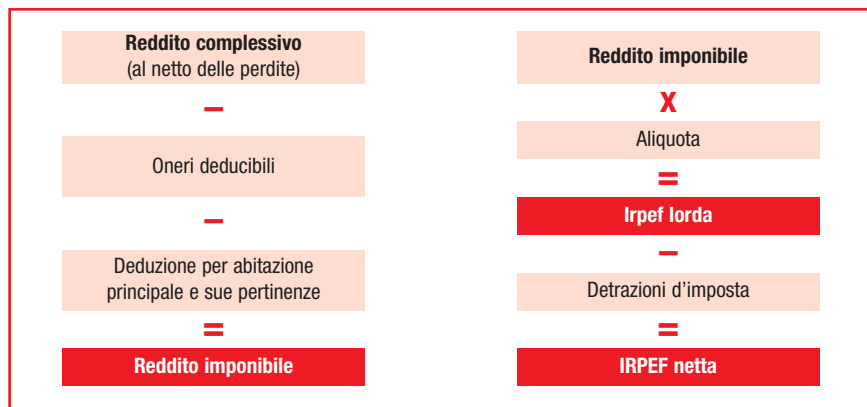 Reddito complessivo
(al netto delle perdite)
–
Oneri deducibili
–
Deduzione per abitazione
principale e sue pertinenze
=
Reddito imponibile
Reddito imponibile
X
Aliquota
=
Irpef lorda
–
Detrazioni d’imposta
=
IRPEF netta